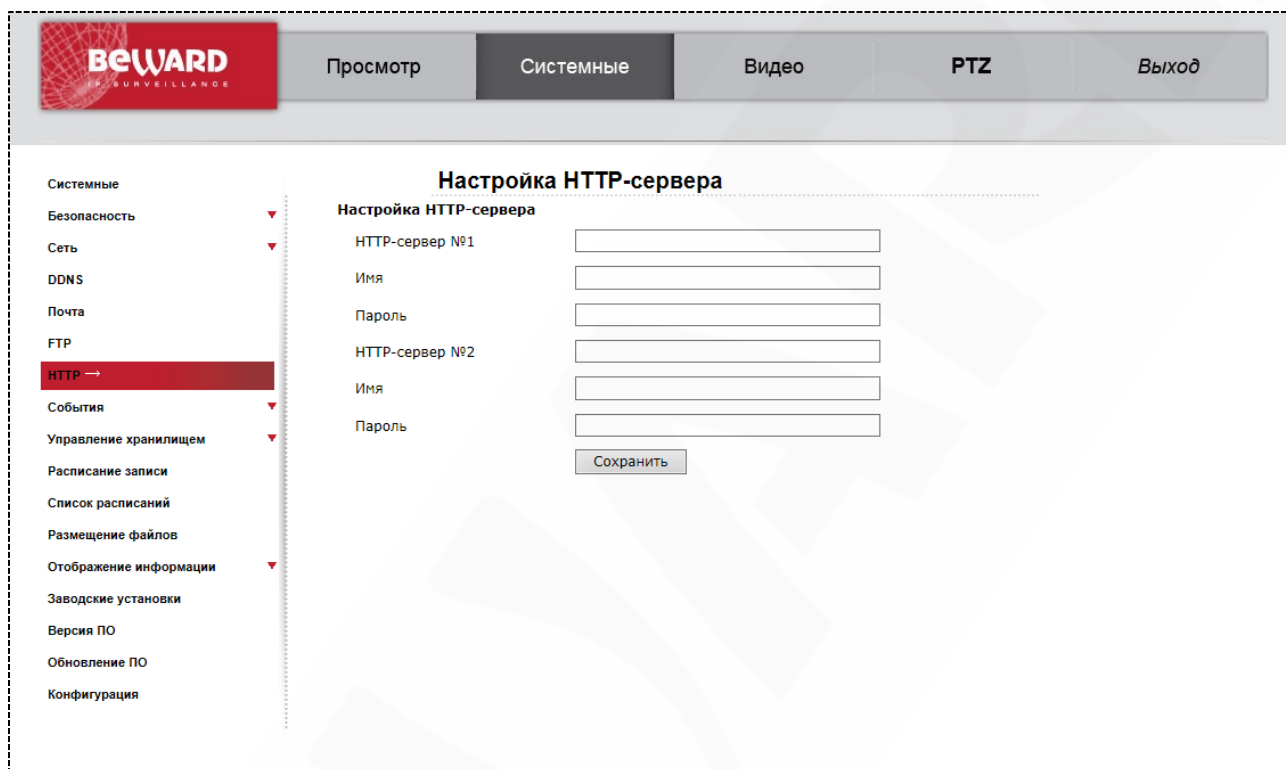 BEWARD
IP SURVEILLANCE
Просмотр
Системные
Видео
PTZ
Выход
Системные
Безопасность
Сеть
DDNS
Почта
FTP
HTTP →
События
Управление хранилищем
Расписание записи
Список расписаний
Размещение файлов
Отображение информации
Заводские установки
Версия ПО
Обновление ПО
Конфигурация
Настройка HTTP-сервера
Настройка HTTP-сервера
HTTP-сервер №1
Имя
Пароль
HTTP-сервер №2
Имя
Пароль
Сохранить